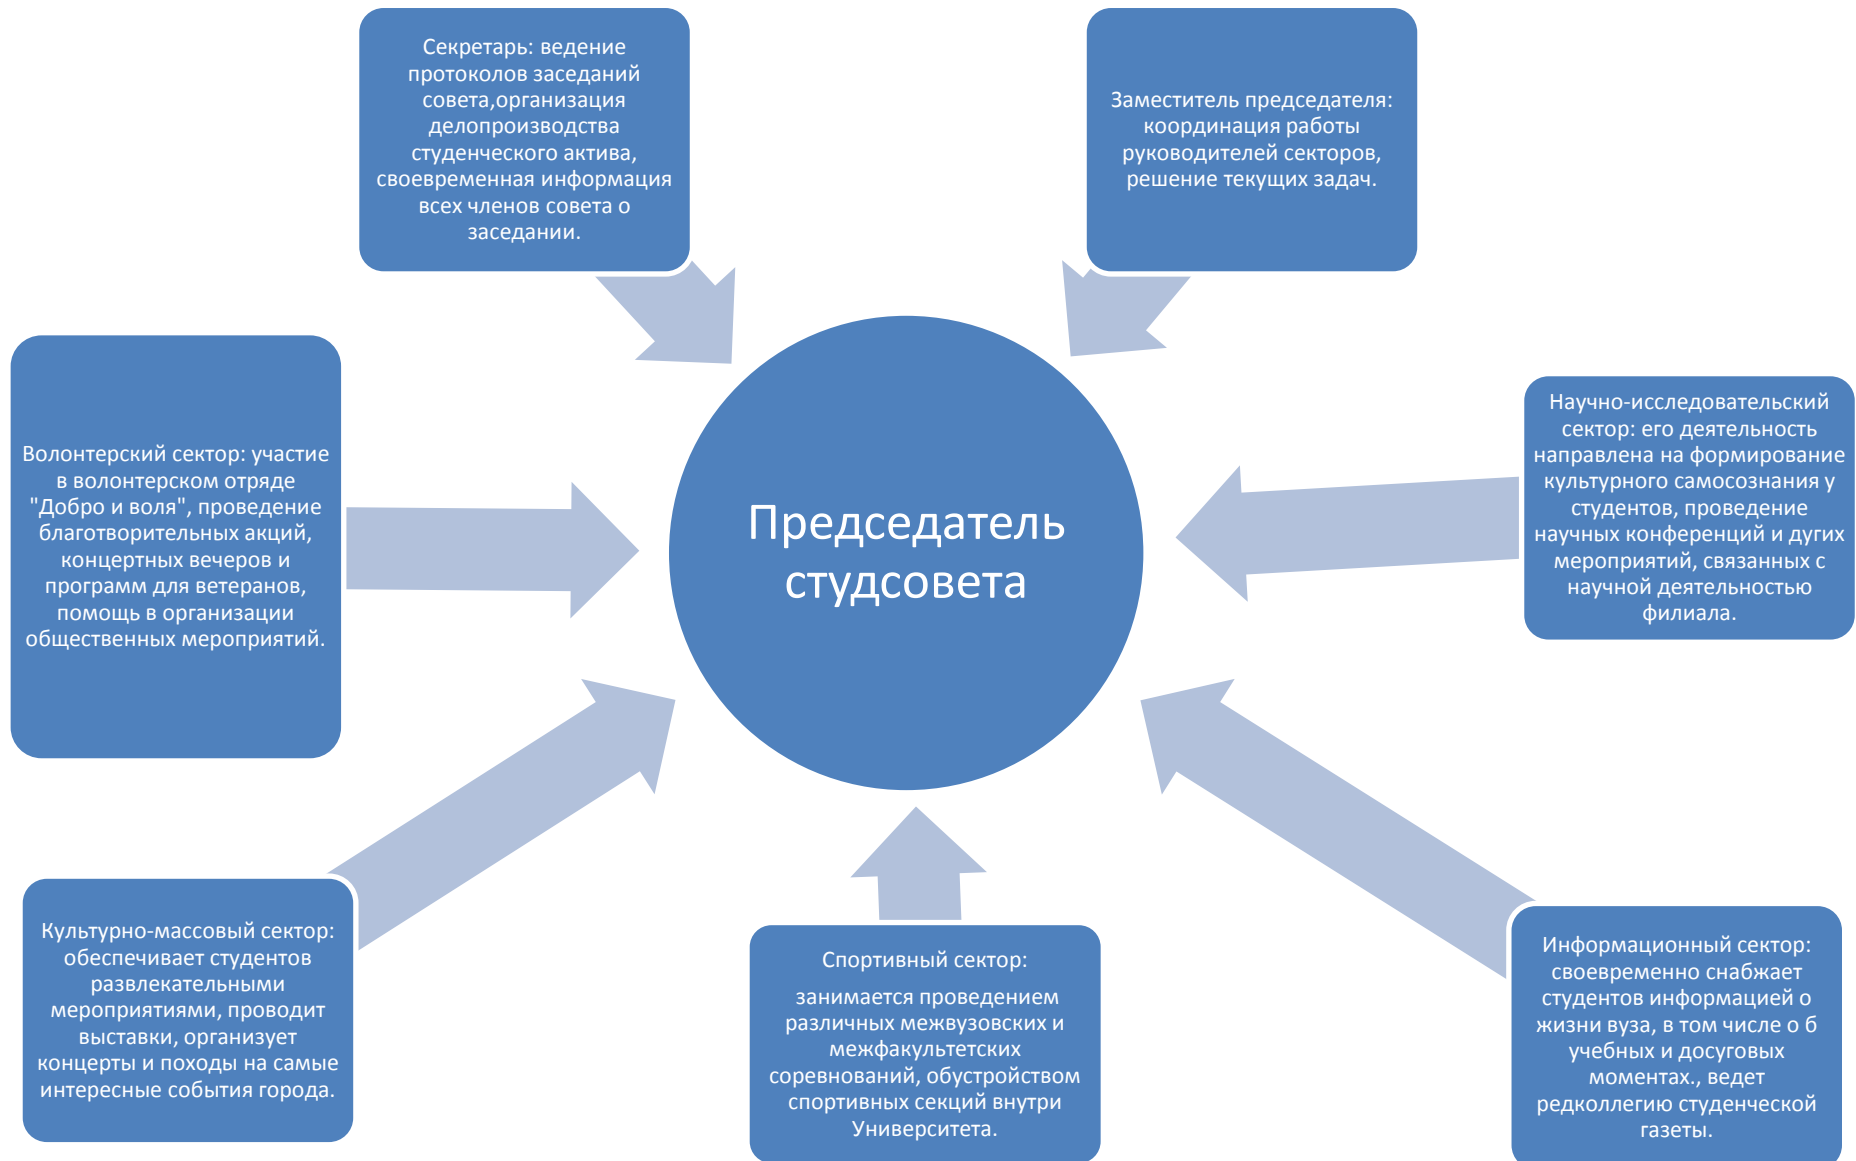 Секретарь: ведение
протоколов заседаний
совета,организация
делопроизводства
студенческого актива,
своевременная информация
всех членов совета о
заседании.
Заместитель председателя:
координация работы
руководителей секторов,
решение текущих задач.
Волонтерский сектор: участие
в волонтерском отряде
"Добро и воля", проведение
благотворительных акций,
концертных вечеров и
программ для ветеранов,
помощь в организации
общественных мероприятий.
Председатель
студсовета
Научно-исследовательский
сектор: его деятельность
направлена на формирование
культурного самосознания у
студентов, проведение
научных конференций и дугих
мероприятий, связанных с
научной деятельностью
филиала.
Культурно-массовый сектор:
обеспечивает студентов
развлекательными
мероприятиями, проводит
выставки, организует
концерты и походы на самые
интересные события города.
Спортивный сектор:
занимается проведением
различных межвузовских и
межфакультетских
соревнований, обустройством
спортивных секций внутри
Университета.
Информационный сектор:
своевременно снабжает
студентов информацией о
жизни вуза, в том числе о б
учебных и досуговых
моментах., ведет
редколлегию студенческой
газеты.